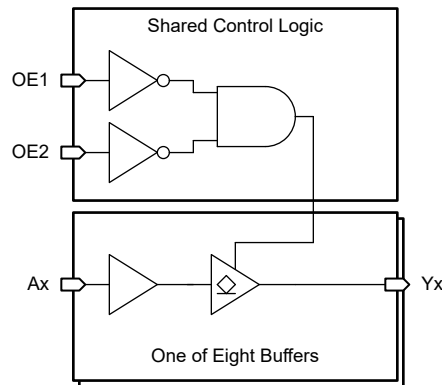 Shared Control Logic
OE1
OE2
Ax
Yx
One of Eight Buffers